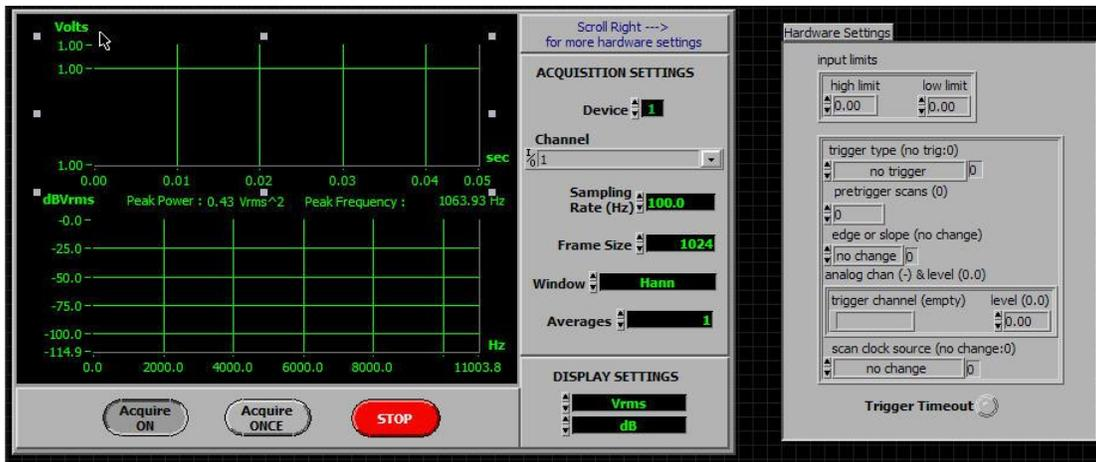 Volts
1.00
1.00
1.00
sec
0.00 0.01 0.02 0.03 0.04 0.05
dBVrms Peak Power : 0.43 Vrms^2 Peak Frequency : 1063.93 Hz
-0.0
-25.0
-50.0
-75.0
-100.0
-114.9
Hz
0.0 2000.0 4000.0 6000.0 8000.0 11003.8
Acquire ON
Acquire ONCE
STOP
Scroll Right --->
for more hardware settings
ACQUISITION SETTINGS
Device 1
Channel
I/O 1
Sampling
Rate (Hz) 100.0
Frame Size 1024
Window Hann
Averages 1
DISPLAY SETTINGS
Vrms
dB
Hardware Settings
input limits
high limit low limit
0.00 0.00
trigger type (no trig:0)
no trigger 0
pretrigger scans (0)
0
edge or slope (no change)
no change 0
analog chan (-) & level (0.0)
trigger channel (empty) level (0.0)
0.00
scan clock source (no change:0)
no change 0
Trigger Timeout